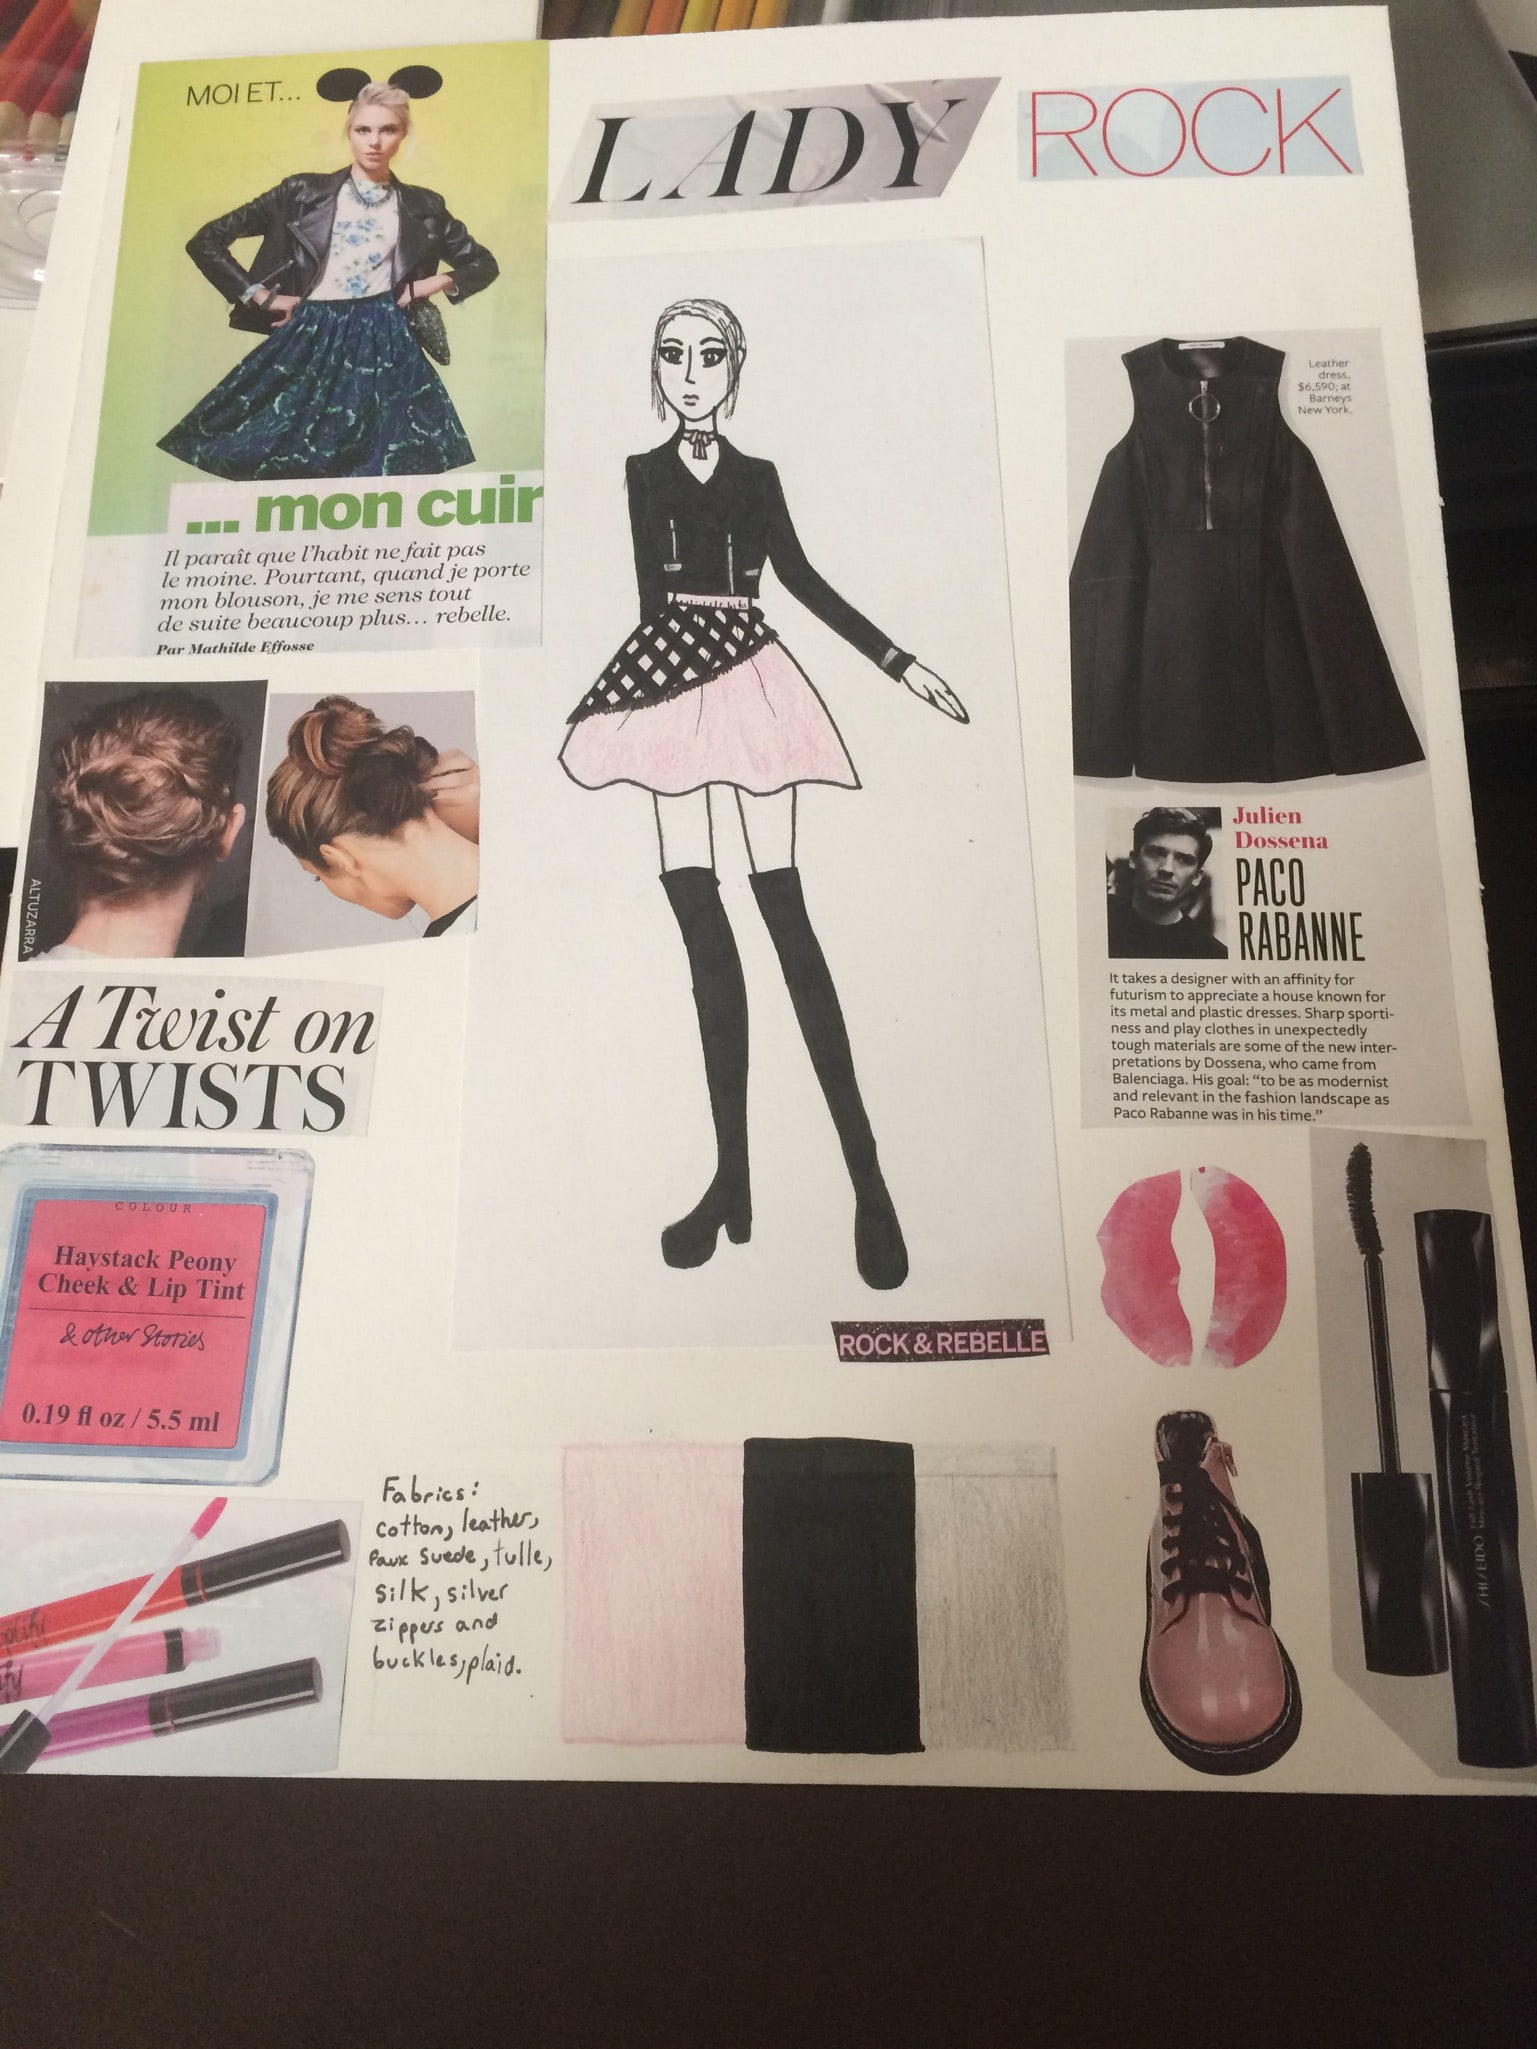 MOI ET...
... mon cuir
Il paraît que l'habit ne fait pas
le moine. Pourtant, quand je porte
mon blouson, je me sens tout
de suite beaucoup plus... rebelle.
Par Mathilde Effosse
LADY
ROCK
Leather
dress,
$6,590; at
Barneys
New York.
Julien
Dossena
PACO
RABANNE
It takes a designer with an affinity for
futurism to appreciate a house known for
its metal and plastic dresses. Sharp sporti-
ness and play clothes in unexpectedly
tough materials are some of the new inter-
pretations by Dossena, who came from
Balenciaga. His goal: “to be as modernist
and relevant in the fashion landscape as
Paco Rabanne was in his time.”
ALTUZARRA
A Twist on
TWISTS
COLOUR
Haystack Peony
Cheek & Lip Tint
& other Stories
0.19 fl oz / 5.5 ml
ROCK & REBELLE
Fabrics:
cotton, leather,
faux suede, tulle,
silk, silver
zippers and
buckles, plaid.
SHISEIDO